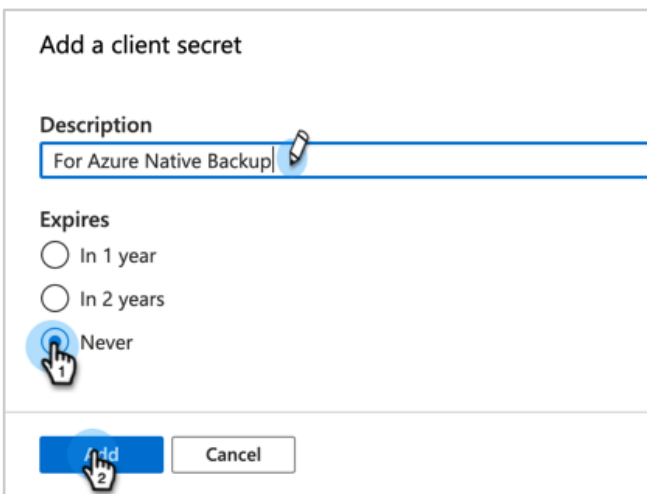 Add a client secret
Description
For Azure Native Backup
Expires
In 1 year
In 2 years
Never
1
Add
Cancel
2